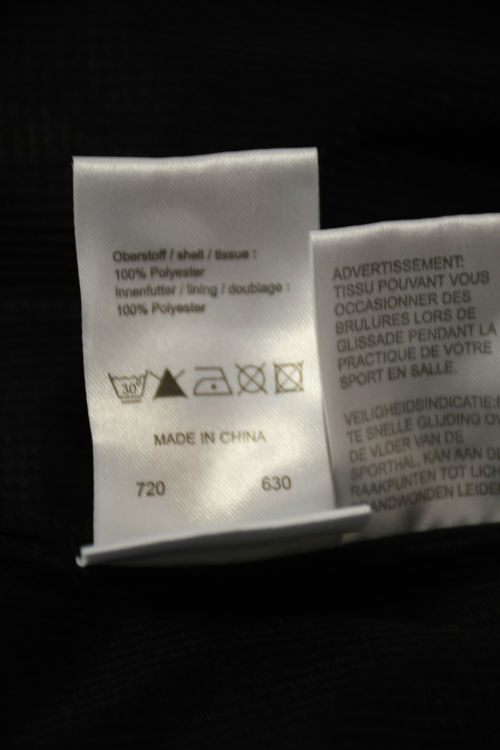 Oberstoff / shell / tissue :
100% Polyester
Innenfutter / lining / doublage :
100% Polyester
30°
MADE IN CHINA
720 630
ADVERTISSEMENT:
TISSU POUVANT VOUS
OCCASIONNER DES
BRULURES LORS DE
GLISSADE PENDANT LA
PRACTIQUE DE VOTRE
SPORT EN SALLE.
VEILIGHEIDSINDICATIE:
TE SNELLE GLIJDING
DE VLOER VAN DE
SPORTHAL, KAN AAN
RAAKPUNTEN TOT